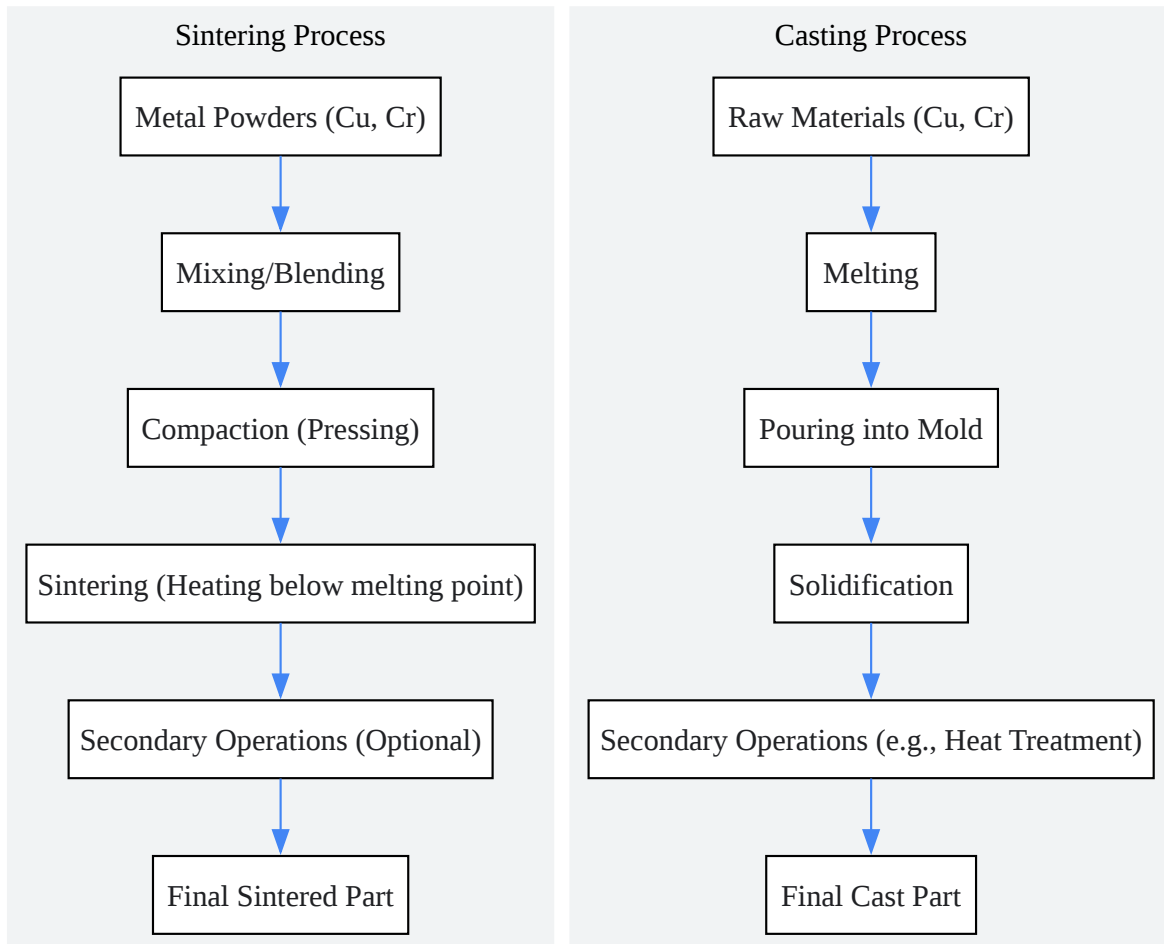 Sintering Process
Metal Powders (Cu, Cr)
Mixing/Blending
Compaction (Pressing)
Sintering (Heating below melting point)
Secondary Operations (Optional)
Final Sintered Part
Casting Process
Raw Materials (Cu, Cr)
Melting
Pouring into Mold
Solidification
Secondary Operations (e.g., Heat Treatment)
Final Cast Part